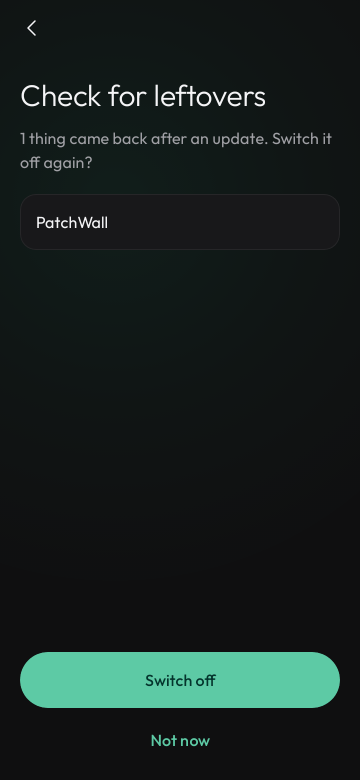 Check for leftovers
1 thing came back after an update. Switch it
off again?
PatchWall
Switch off
Not now